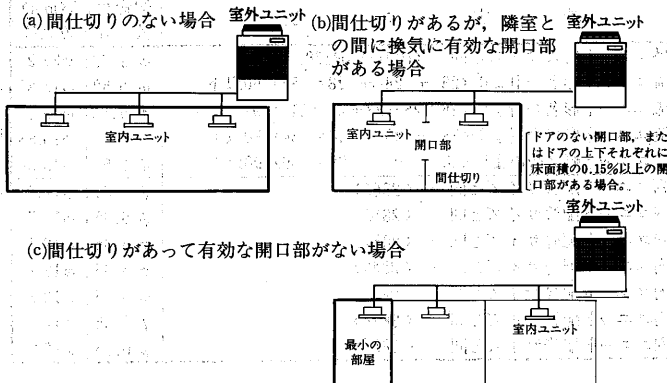 (a)間仕切りのない場合
室外ユニット
室内ユニット
(b)間仕切りがあるが，隣室と
の間に換気に有効な開口部
がある場合
室外ユニット
室内ユニット
開口部
間仕切り
ドアのない開口部，また
はドアの上下それぞれに
床面積の0.15%以上の開
口部がある場合。
(c)間仕切りがあって有効な開口部がない場合
室外ユニット
室内ユニット
最小の
部屋